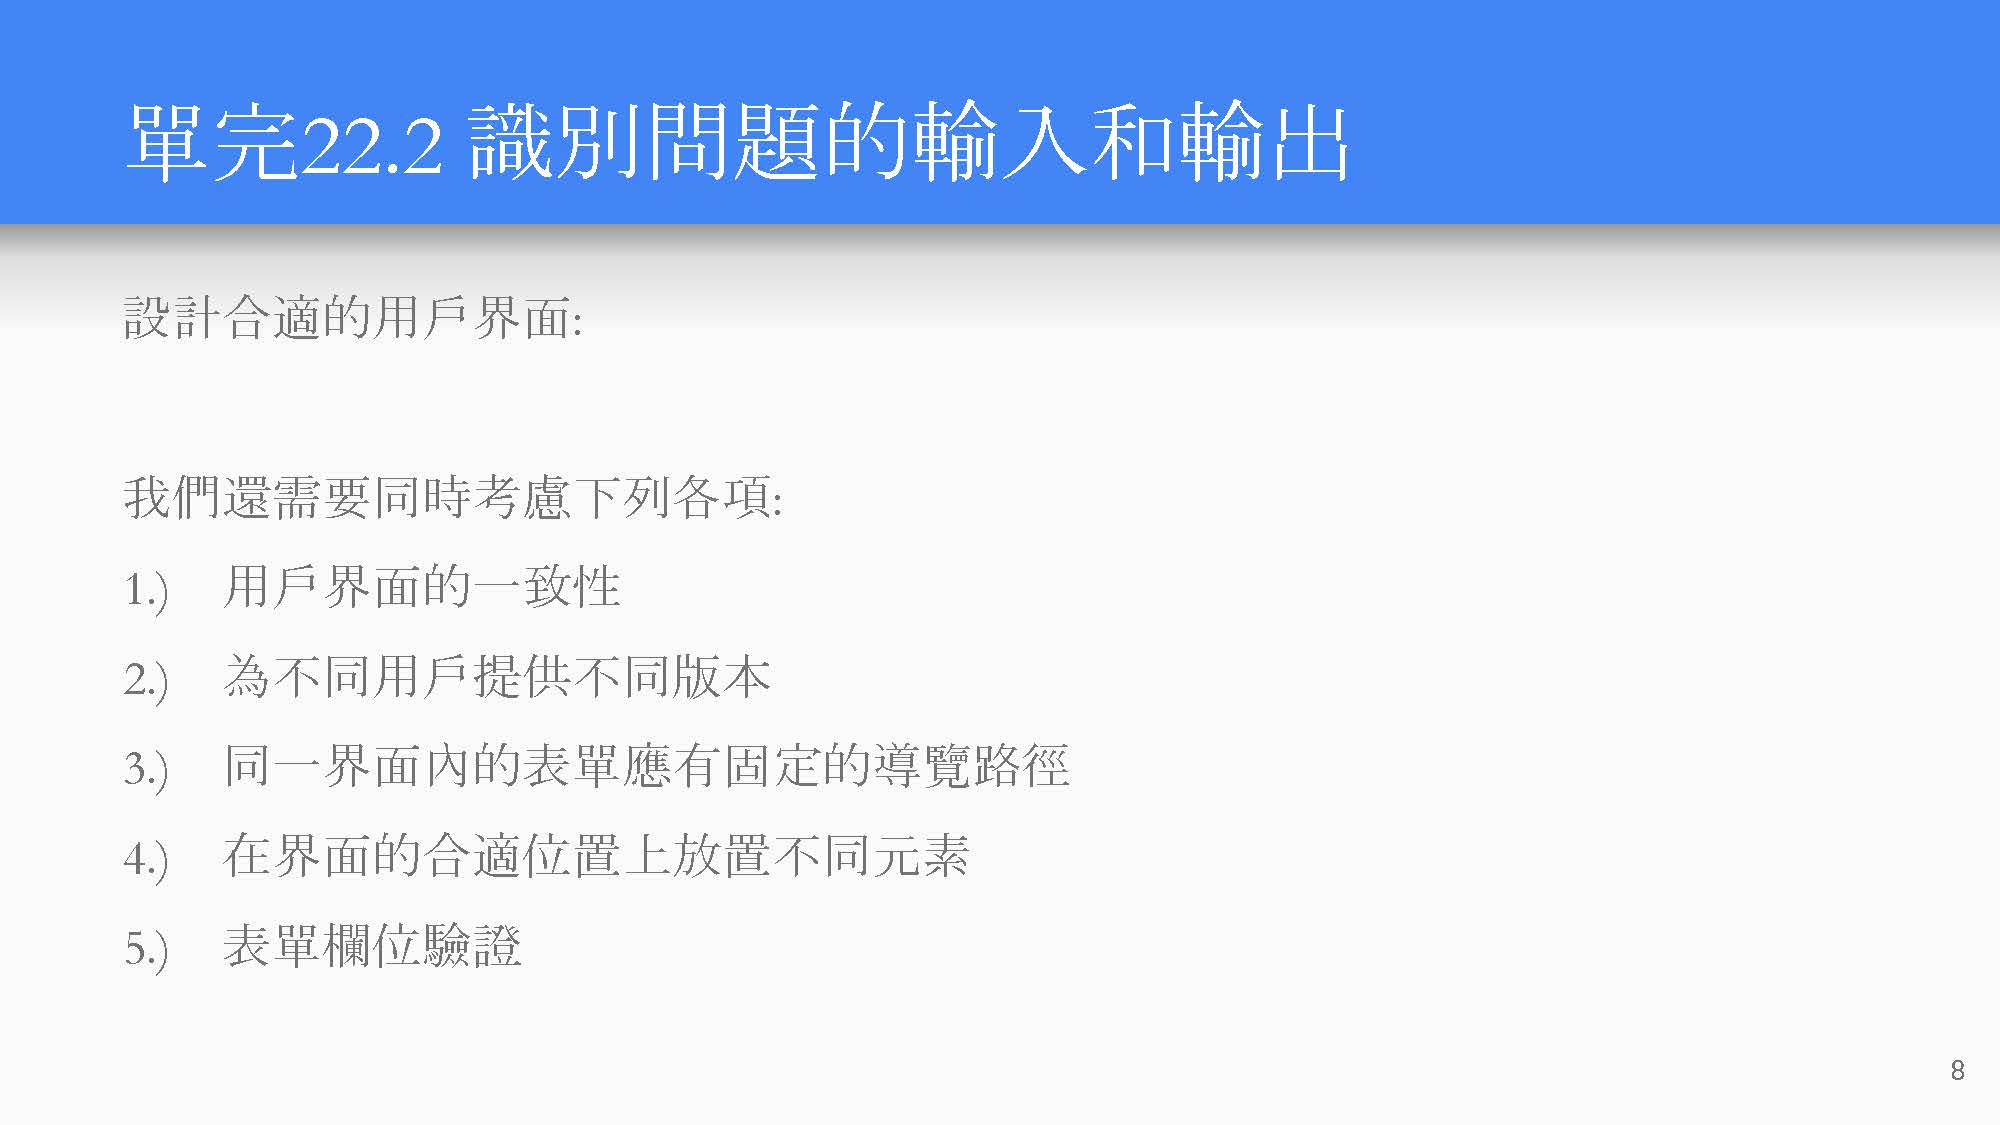 單完22.2 識別問題的輸入和輸出
設計合適的用戶界面:
我們還需要同時考慮下列各項:
1.) 用戶界面的一致性
2.) 為不同用戶提供不同版本
3.) 同一界面內的表單應有固定的導覽路徑
4.) 在界面的合適位置上放置不同元素
5.) 表單欄位驗證
8